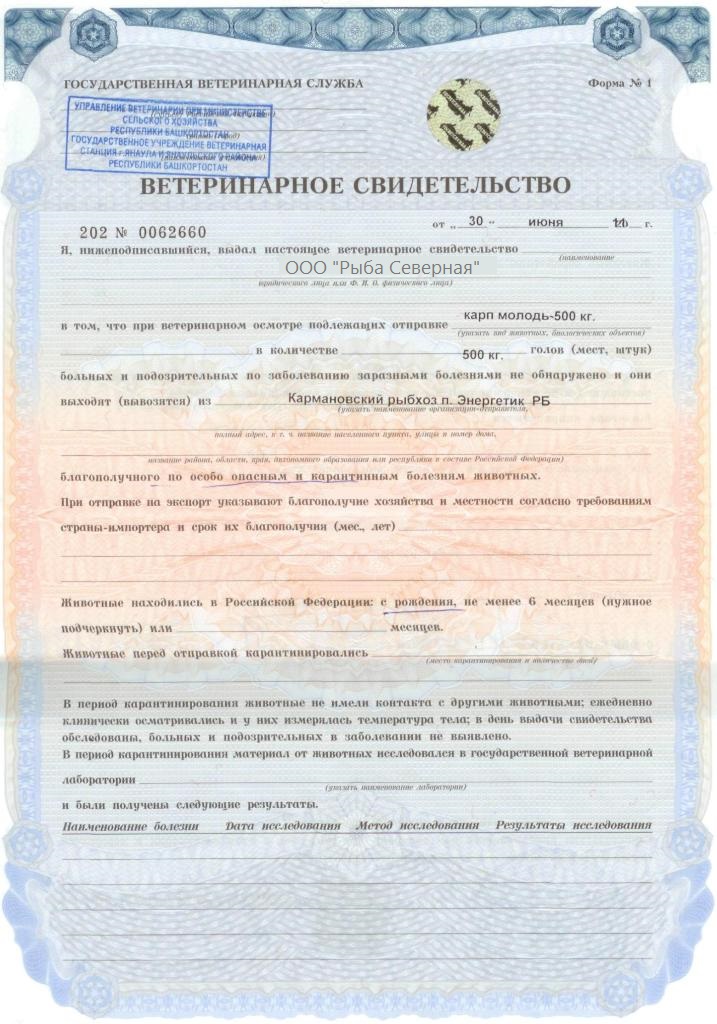 ГОСУДАРСТВЕННАЯ ВЕТЕРИНАРНАЯ СЛУЖБА
Форма № 1
УПРАВЛЕНИЕ ВЕТЕРИНАРИИ ПРИ МИНИСТЕРСТВЕ
СЕЛЬСКОГО ХОЗЯЙСТВА
РЕСПУБЛИКИ БАШКОРТОСТАН
ГОСУДАРСТВЕННОЕ УЧРЕЖДЕНИЕ ВЕТЕРИНАРНАЯ
СТАНЦИЯ г. ЯНАУЛА И ЯНАУЛЬСКОГО РАЙОНА
РЕСПУБЛИКИ БАШКОРТОСТАН
ВЕТЕРИНАРНОЕ СВИДЕТЕЛЬСТВО
202 № 0062660
от „ 30 “ июня г.
Я, нижеподписавшийся, выдал настоящее ветеринарное свидетельство
(наименование
ООО "Рыба Северная"
юридического лица или Ф. И. О. физического лица)
в том, что при ветеринарном осмотре подлежащих отправке карп молодь-500 кг.
(указать вид животных, биологических объектов)
в количестве 500 кг. голов (мест, штук)
больных и подозрительных по заболеванию заразными болезнями не обнаружено и они
выходят (вывозятся) из Кармановский рыбхоз п. Энергетик РБ
(указать наименование организации-отправителя,
полный адрес, в т. ч. название населенного пункта, улицы и номер дома,
название района, области, края, автономного образования или республики в составе Российской Федерации)
благополучного по особо опасным и карантинным болезням животных.
При отправке на экспорт указывают благополучие хозяйства и местности согласно требованиям
страны-импортера и срок их благополучия (мес., лет)
Животные находились в Российской Федерации: с рождения, не менее 6 месяцев (нужное
подчеркнуть) или месяцев.
Животные перед отправкой карантинировались
(место карантинирования и количество дней)
В период карантинирования животные не имели контакта с другими животными; ежедневно
клинически осматривались и у них измерялась температура тела; в день выдачи свидетельства
обследованы, больных и подозрительных в заболевании не выявлено.
В период карантинирования материал от животных исследовался в государственной ветеринарной
лаборатории
(указать наименование лаборатории)
и были получены следующие результаты.
Наименование болезни Дата исследования Метод исследования Результаты исследования